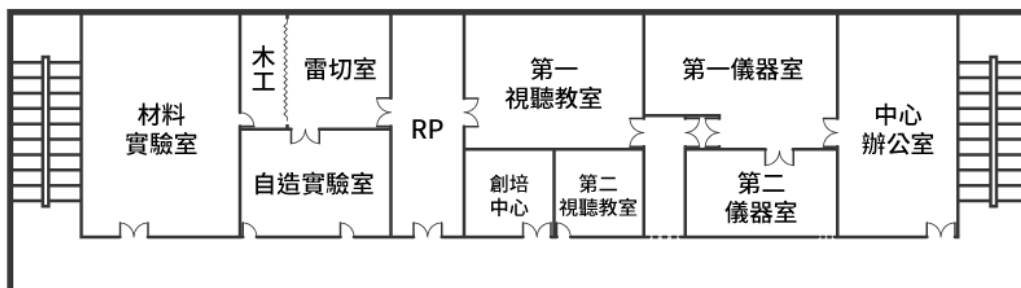 材料
實驗室
木
工
雷切室
自造實驗室
RP
第一
視聽教室
創培
中心
第二
視聽教室
第一儀器室
第二
儀器室
中心
辦公室